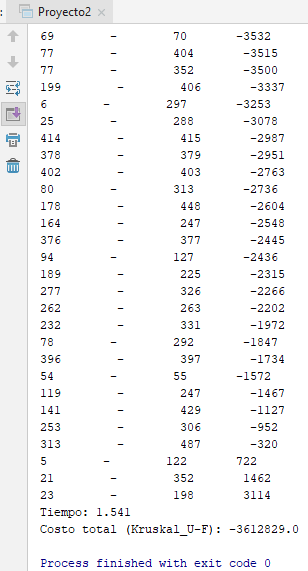 Proyecto2 ×
69 - 70 -3532
77 - 404 -3515
77 - 352 -3500
199 - 406 -3337
6 - 297 -3253
25 - 288 -3078
414 - 415 -2987
378 - 379 -2951
402 - 403 -2763
80 - 313 -2736
178 - 448 -2604
164 - 247 -2548
376 - 377 -2445
94 - 127 -2436
189 - 225 -2315
277 - 326 -2266
262 - 263 -2202
232 - 331 -1972
78 - 292 -1847
396 - 397 -1734
54 - 55 -1572
119 - 247 -1467
141 - 429 -1127
253 - 306 -952
313 - 487 -320
5 - 122 722
21 - 352 1462
23 - 198 3114
Tiempo: 1.541
Costo total (Kruskal_U-F): -3612829.0
Process finished with exit code 0